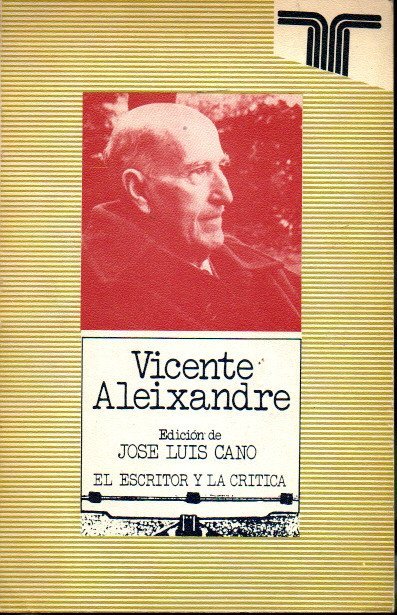 Vicente
Aleixandre
Edición de
JOSE LUIS CANO
EL ESCRITOR Y LA CRITICA